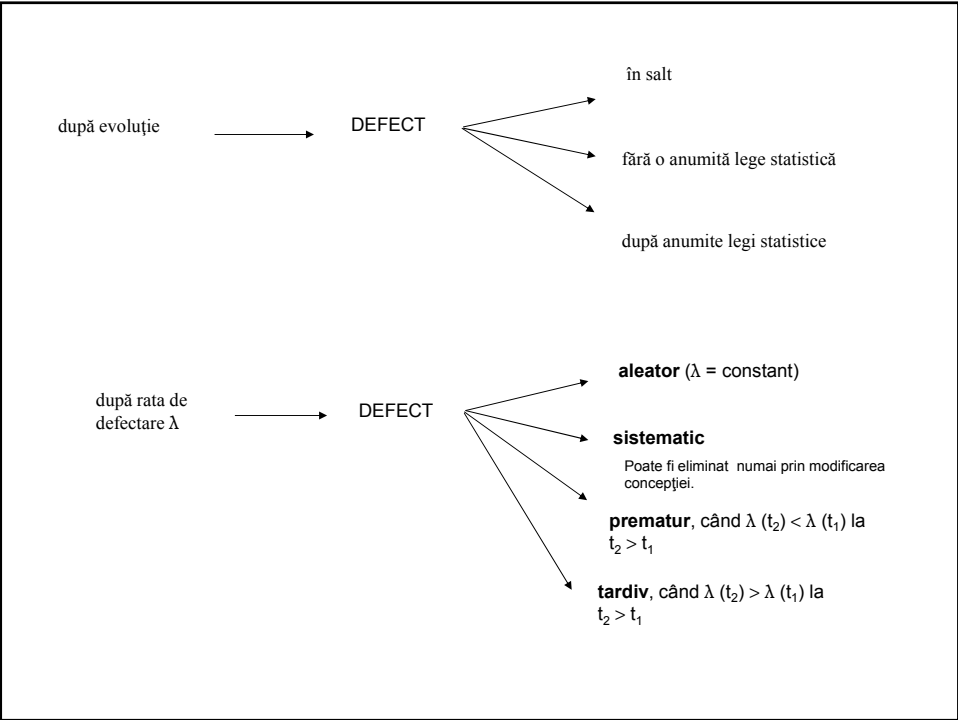 în salt
după evoluţie
DEFECT
fără o anumită lege statistică
după anumite legi statistice
aleator (λ = constant)
după rata de
defectare λ
DEFECT
sistematic
Poate fi eliminat numai prin modificarea
concepţiei.
prematur, când λ (t₂) < λ (t₁) la
t₂ > t₁
tardiv, când λ (t₂) > λ (t₁) la
t₂ > t₁